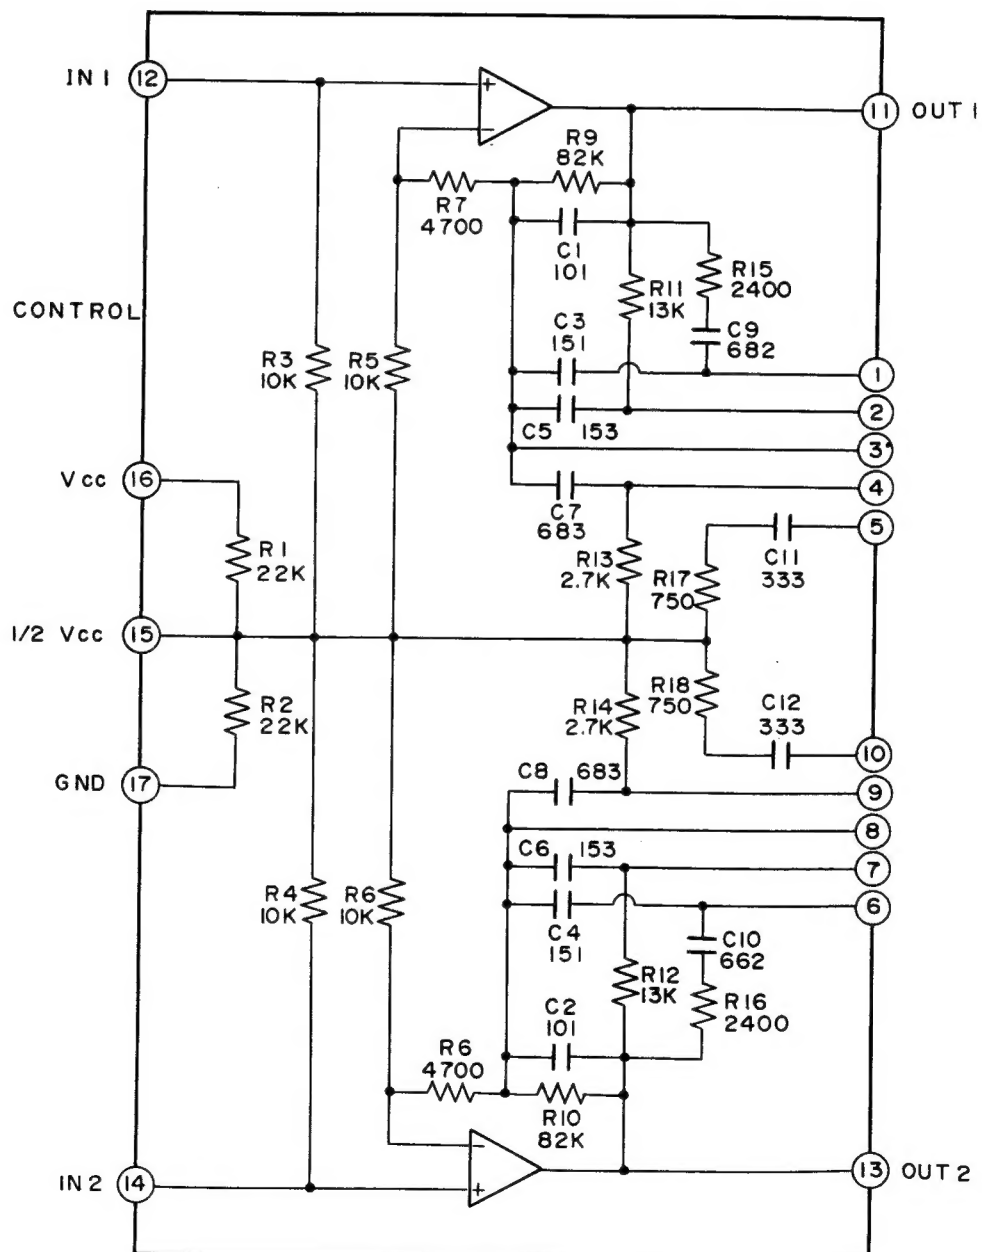 IN 1
12
+
−
11
OUT 1
R9
82K
R7
4700
C1
101
R11
13K
R15
2400
C9
682
CONTROL
C3
151
R3
10K
R5
10K
1
2
C5
153
3
Vcc
16
4
C7
683
5
C11
333
R1
22K
R13
2.7K
R17
750
1/2 Vcc
15
R2
22K
R14
2.7K
R18
750
C12
333
10
GND
17
C8
683
9
8
C6
153
7
R4
10K
R6
10K
C4
151
6
C10
662
R12
13K
R16
2400
C2
101
R6
4700
R10
82K
−
+
IN 2
14
13
OUT 2